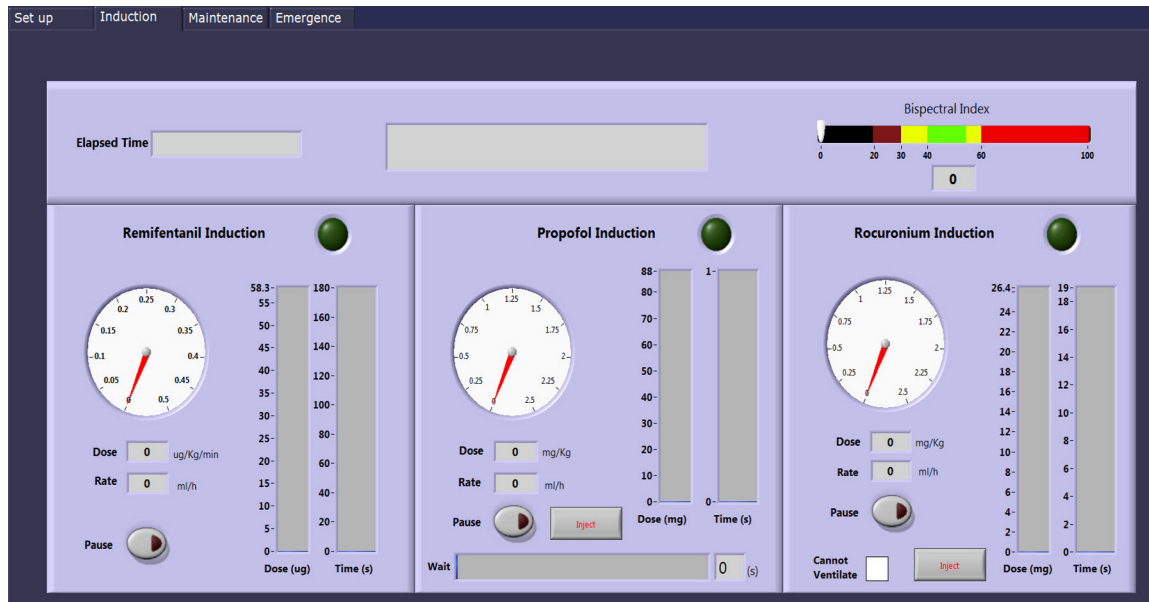 Set up Induction Maintenance Emergence
Bispectral Index
Elapsed Time
0 20 30 40 60 100
0
Remifentanil Induction
0 0.05 0.1 0.15 0.2 0.25 0.3 0.35 0.4 0.45 0.5
58.3 55 50 45 40 35 30 25 20 15 10 5 0
180 160 140 120 100 80 60 40 20 0
Dose 0 ug/Kg/min
Rate 0 ml/h
Pause
Dose (ug) Time (s)
Propofol Induction
0 0.25 0.5 0.75 1 1.25 1.5 1.75 2 2.25 2.5
88 80 70 60 50 40 30 20 10 0
1 0
Dose 0 mg/Kg
Rate 0 ml/h
Pause Inject
Dose (mg) Time (s)
Wait 0 (s)
Rocuronium Induction
0 0.25 0.5 0.75 1 1.25 1.5 1.75 2 2.25 2.5
26.4 24 22 20 18 16 14 12 10 8 6 4 2 0
19 18 16 14 12 10 8 6 4 2 0
Dose 0 mg/Kg
Rate 0 ml/h
Pause
Cannot
Ventilate
Inject
Dose (mg) Time (s)